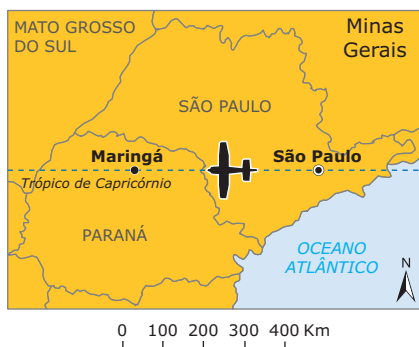 MATO GROSSO
DO SUL
Minas
Gerais
SÃO PAULO
Maringá
São Paulo
Trópico de Capricórnio
PARANÁ
OCEANO
ATLÂNTICO
N
0 100 200 300 400 Km